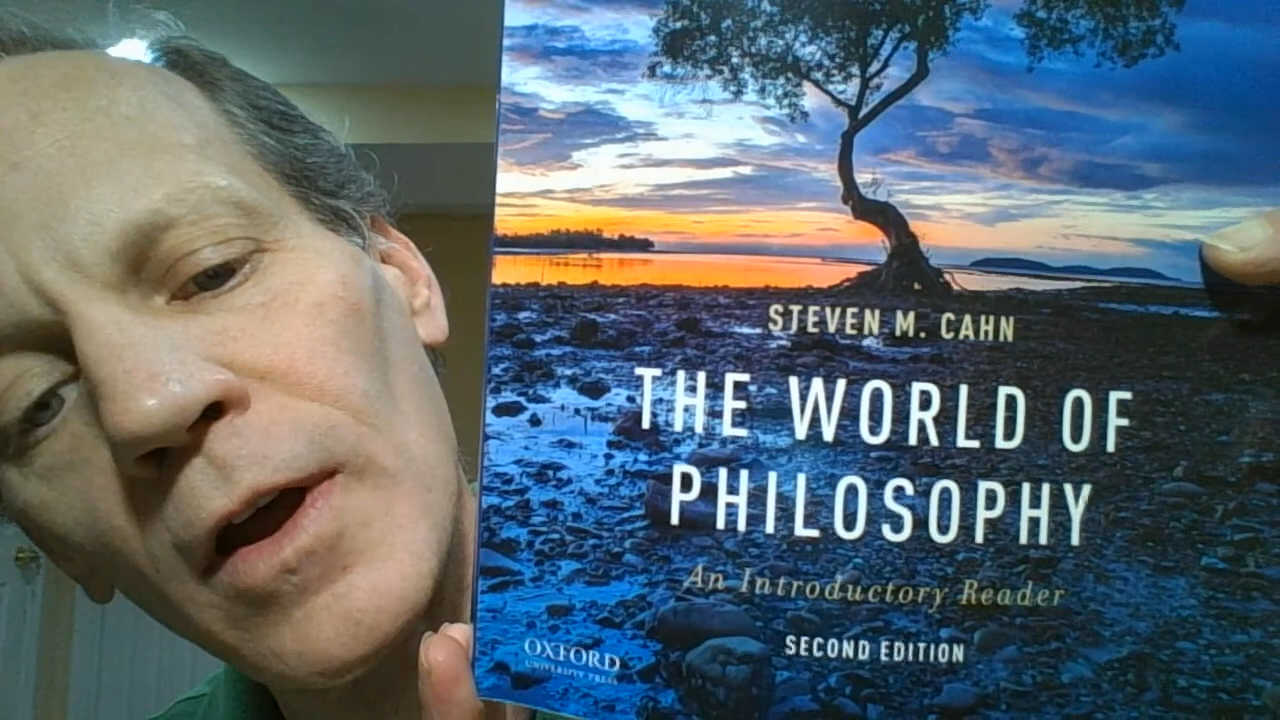 STEVEN M. CAHN
THE WORLD OF
PHILOSOPHY
An Introductory Reader
SECOND EDITION
OXFORD
UNIVERSITY PRESS